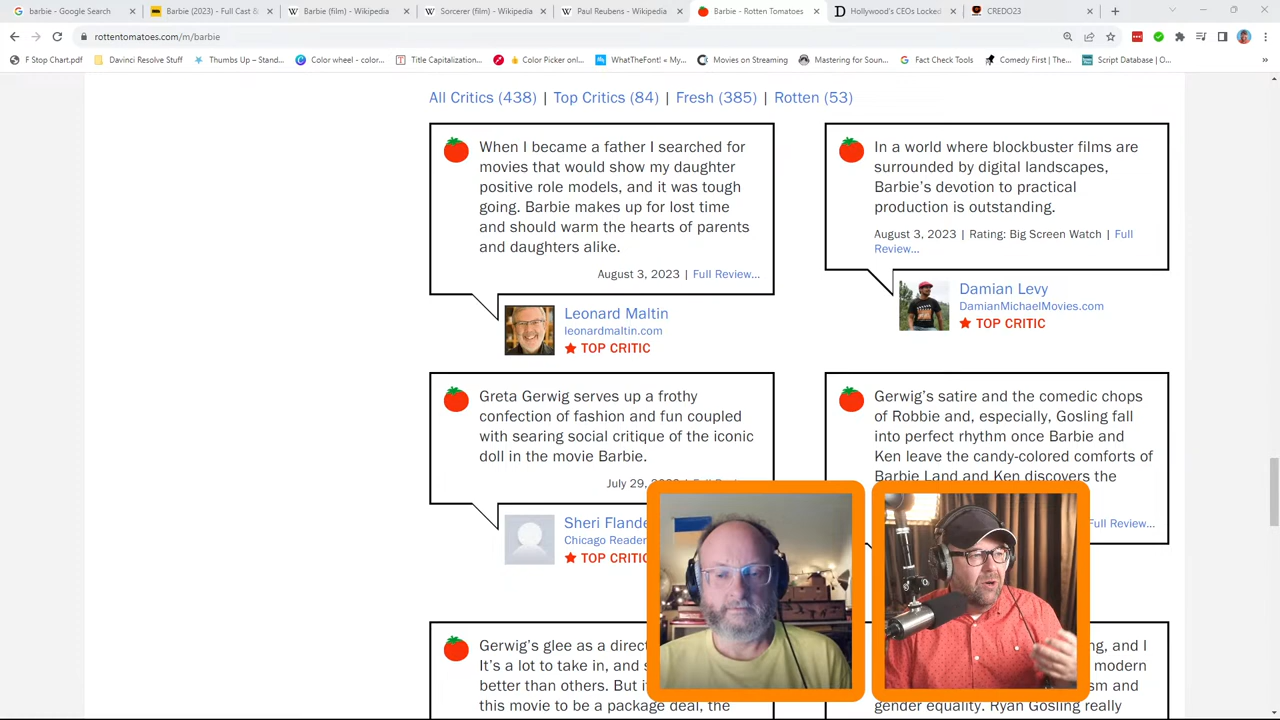 barbie - Google Search
Barbie (2023) - Full Cast &
Barbie (film) - Wikipedia
Sorcerer (film) - Wikipedia
Paul Reubens - Wikipedia
Barbie - Rotten Tomatoes
Hollywood's CEOs Locked
CREDO23
rottentomatoes.com/m/barbie
F Stop Chart.pdf
Davinci Resolve Stuff
Thumbs Up – Stand...
Color wheel - color...
Title Capitalization...
Color Picker onl...
WhatTheFont! « My...
Movies on Streaming
Mastering for Soun...
Fact Check Tools
Comedy First | The...
Script Database | O...
All Critics (438) | Top Critics (84) | Fresh (385) | Rotten (53)
When I became a father I searched for
movies that would show my daughter
positive role models, and it was tough
going. Barbie makes up for lost time
and should warm the hearts of parents
and daughters alike.
August 3, 2023 | Full Review...
Leonard Maltin
leonardmaltin.com
TOP CRITIC
In a world where blockbuster films are
surrounded by digital landscapes,
Barbie's devotion to practical
production is outstanding.
August 3, 2023 | Rating: Big Screen Watch | Full
Review...
Damian Levy
DamianMichaelMovies.com
TOP CRITIC
Greta Gerwig serves up a frothy
confection of fashion and fun coupled
with searing social critique of the iconic
doll in the movie Barbie.
July 29,
Sheri Flande
Chicago Reader
TOP CRITIC
Gerwig's satire and the comedic chops
of Robbie and, especially, Gosling fall
into perfect rhythm once Barbie and
Ken leave the candy-colored comforts of
Barbie Land and Ken discovers the
Full Review...
Gerwig's glee as a direc
It's a lot to take in, and s
better than others. But i
this movie to be a package deal, the
ng, and I
modern
sm and
gender equality. Ryan Gosling really